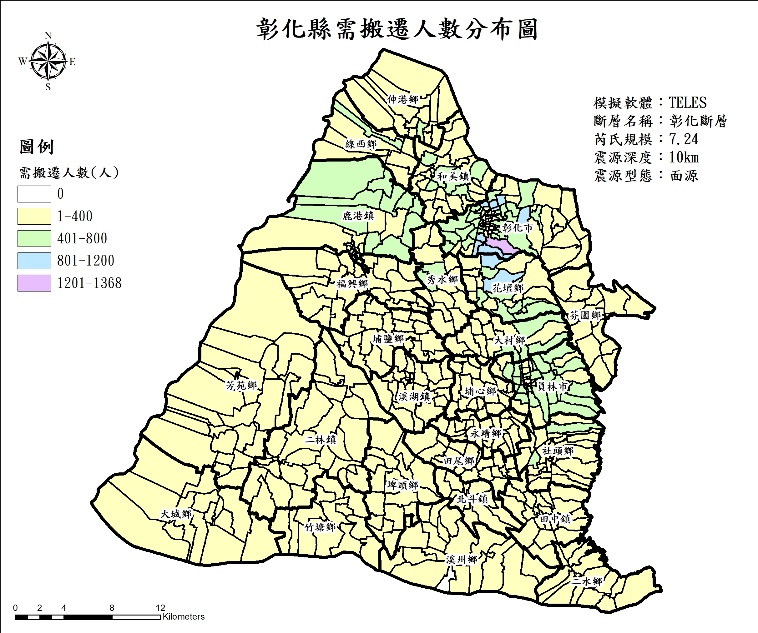 彰化縣需搬遷人數分布圖
N
W E
S
模擬軟體：TELES
斷層名稱：彰化斷層
芮氏規模：7.24
震源深度：10km
震源型態：面源
圖例
需搬遷人數(人)
0
1-400
401-800
801-1200
1201-1368
伸港鄉
線西鄉
和美鎮
鹿港鎮
彰化市
福興鄉
秀水鄉
花壇鄉
芬園鄉
埔鹽鄉
大村鄉
芳苑鄉
溪湖鎮
埔心鄉
員林市
二林鎮
永靖鄉
社頭鄉
田尾鄉
埤頭鄉
北斗鎮
大城鄉
竹塘鄉
田中鎮
溪州鄉
二水鄉
0 2 4 8 12
Kilometers